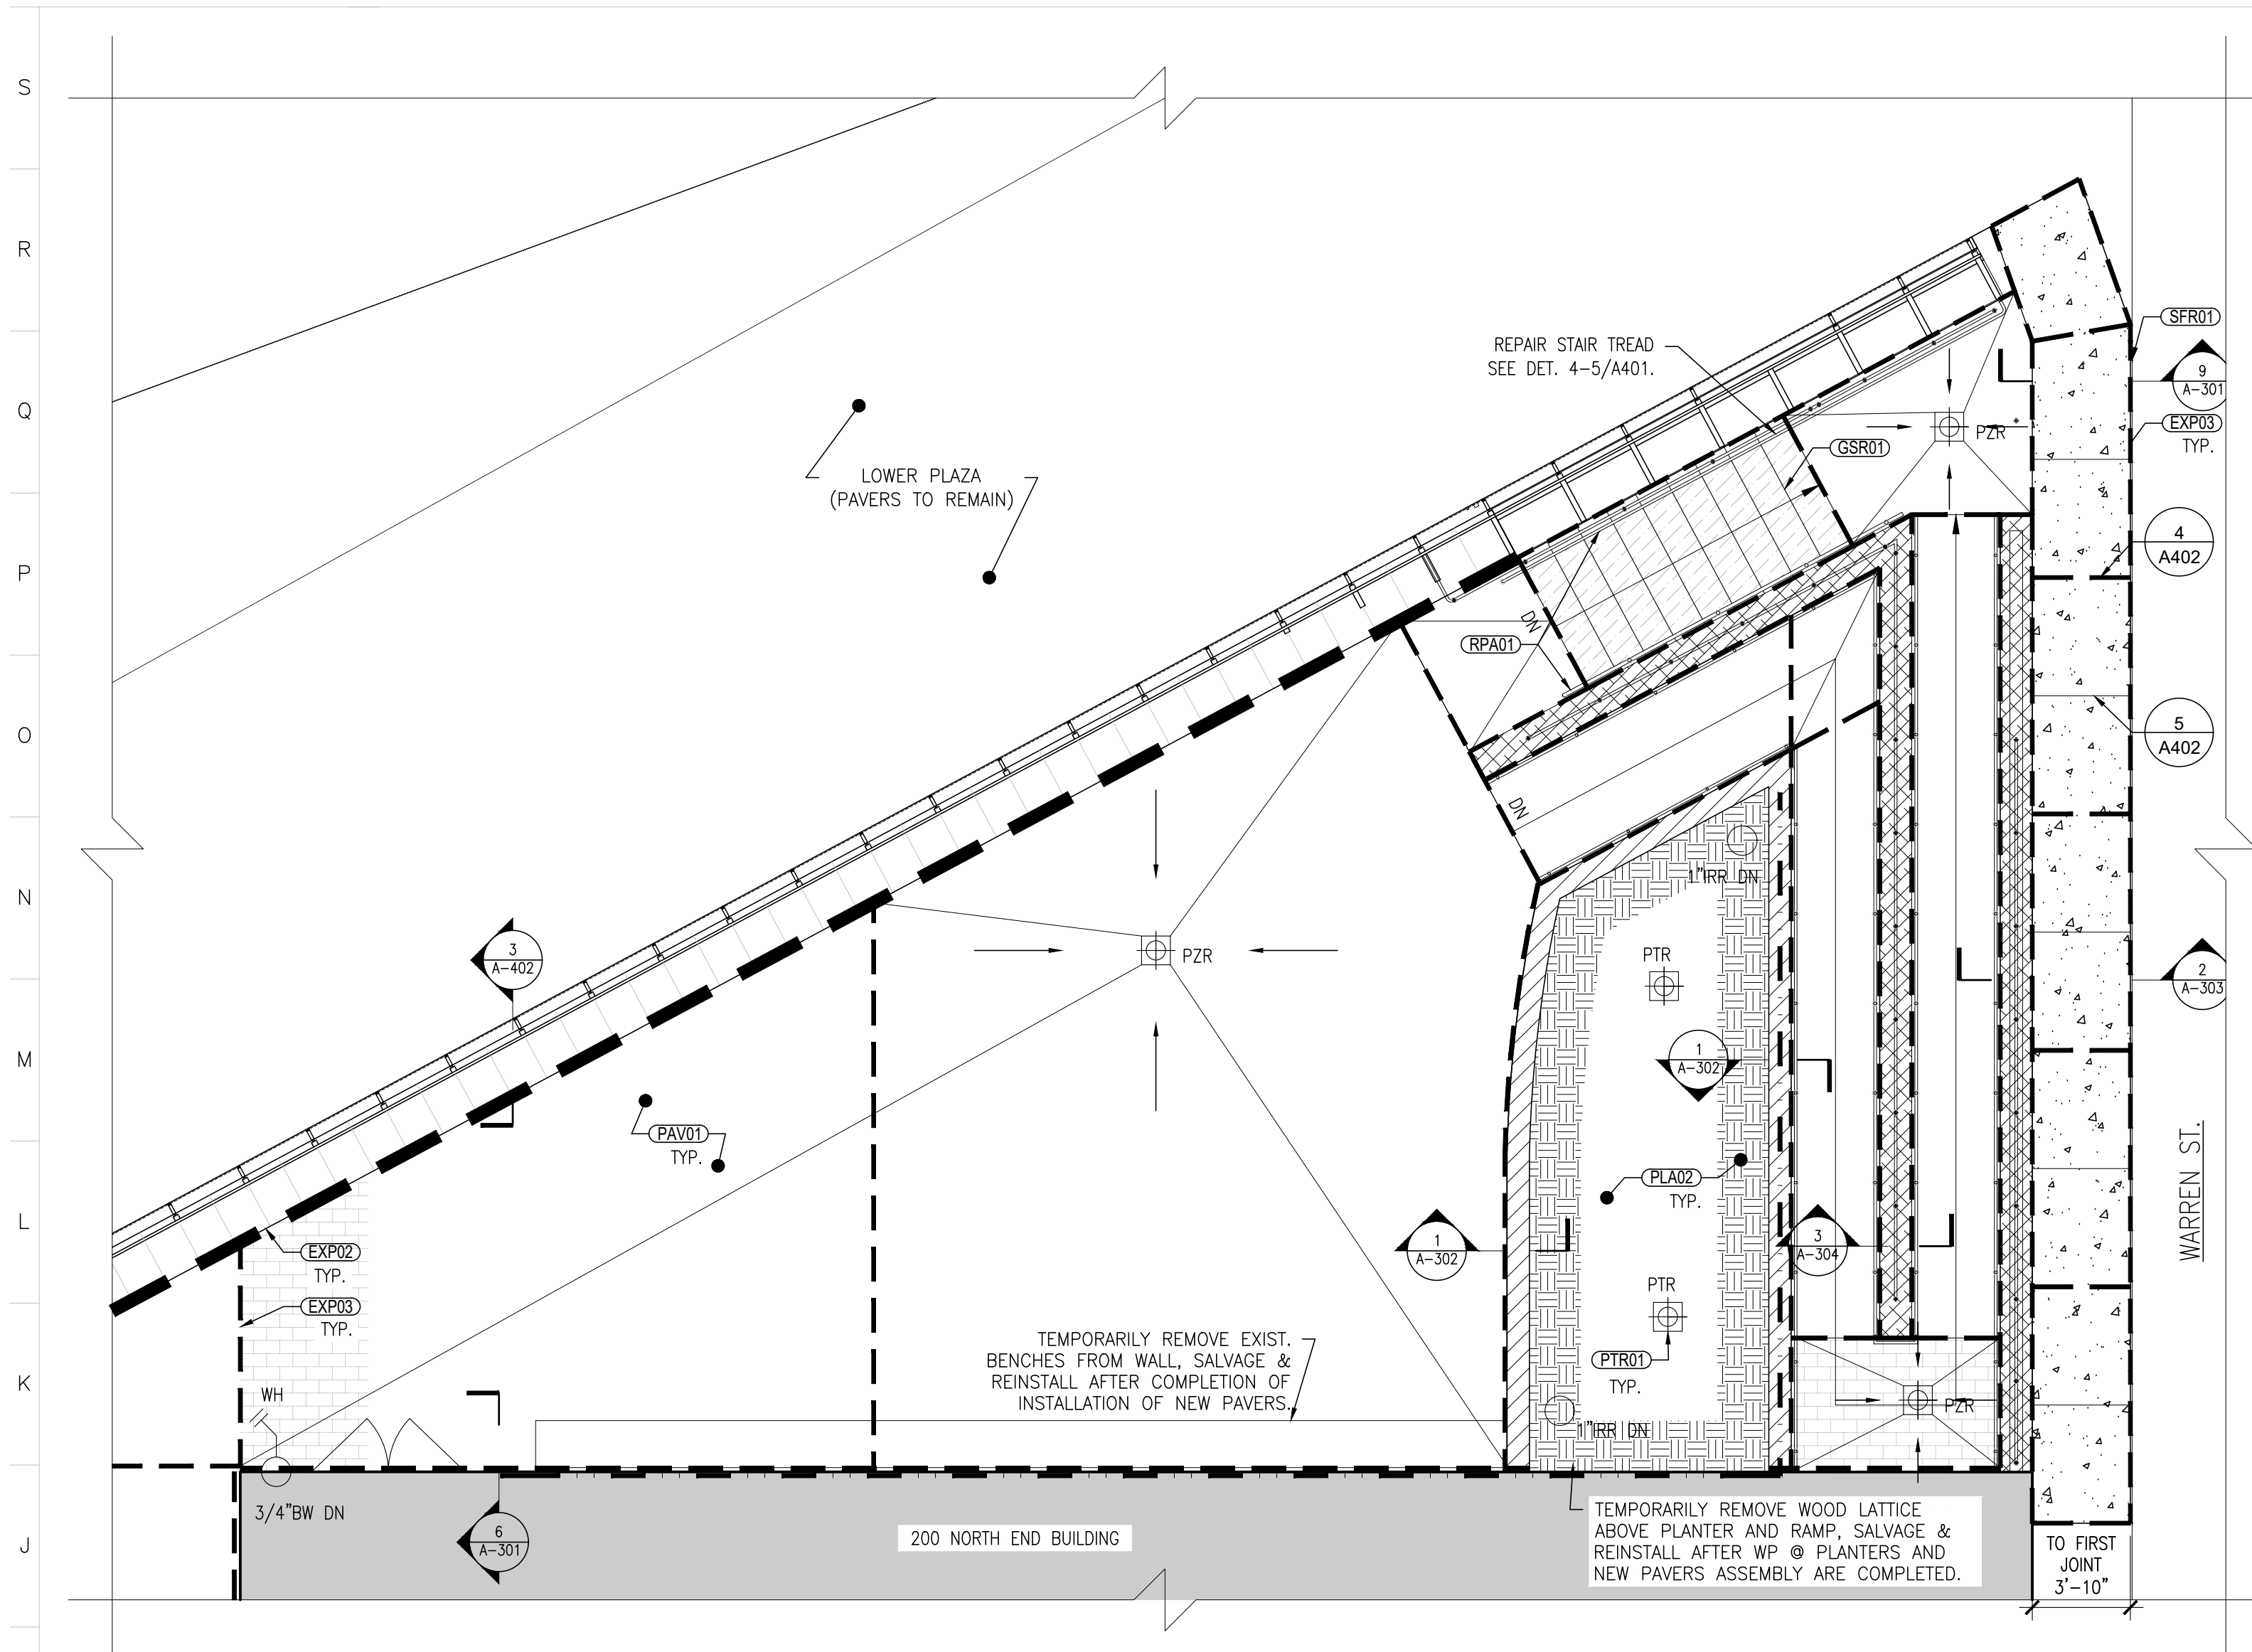 S
R
Q
P
O
N
M
L
K
J
REPAIR STAIR TREAD
SEE DET. 4-5/A401.
SFR01
9
A-301
EXP03
TYP.
PZR
GSR01
LOWER PLAZA
(PAVERS TO REMAIN)
4
A402
DN
RPA01
5
A402
DN
1"IRR DN
3
A-402
PZR
PTR
2
A-303
1
A-302
PAV01
TYP.
PLA02
TYP.
WARREN ST.
1
A-302
3
A-304
EXP02
TYP.
EXP03
TYP.
PTR
TEMPORARILY REMOVE EXIST.
BENCHES FROM WALL, SALVAGE &
REINSTALL AFTER COMPLETION OF
INSTALLATION OF NEW PAVERS.
PTR01
TYP.
WH
PZR
1"IRR DN
3/4"BW DN
6
A-301
200 NORTH END BUILDING
TEMPORARILY REMOVE WOOD LATTICE
ABOVE PLANTER AND RAMP, SALVAGE &
REINSTALL AFTER WP @ PLANTERS AND
NEW PAVERS ASSEMBLY ARE COMPLETED.
TO FIRST
JOINT
3'-10"